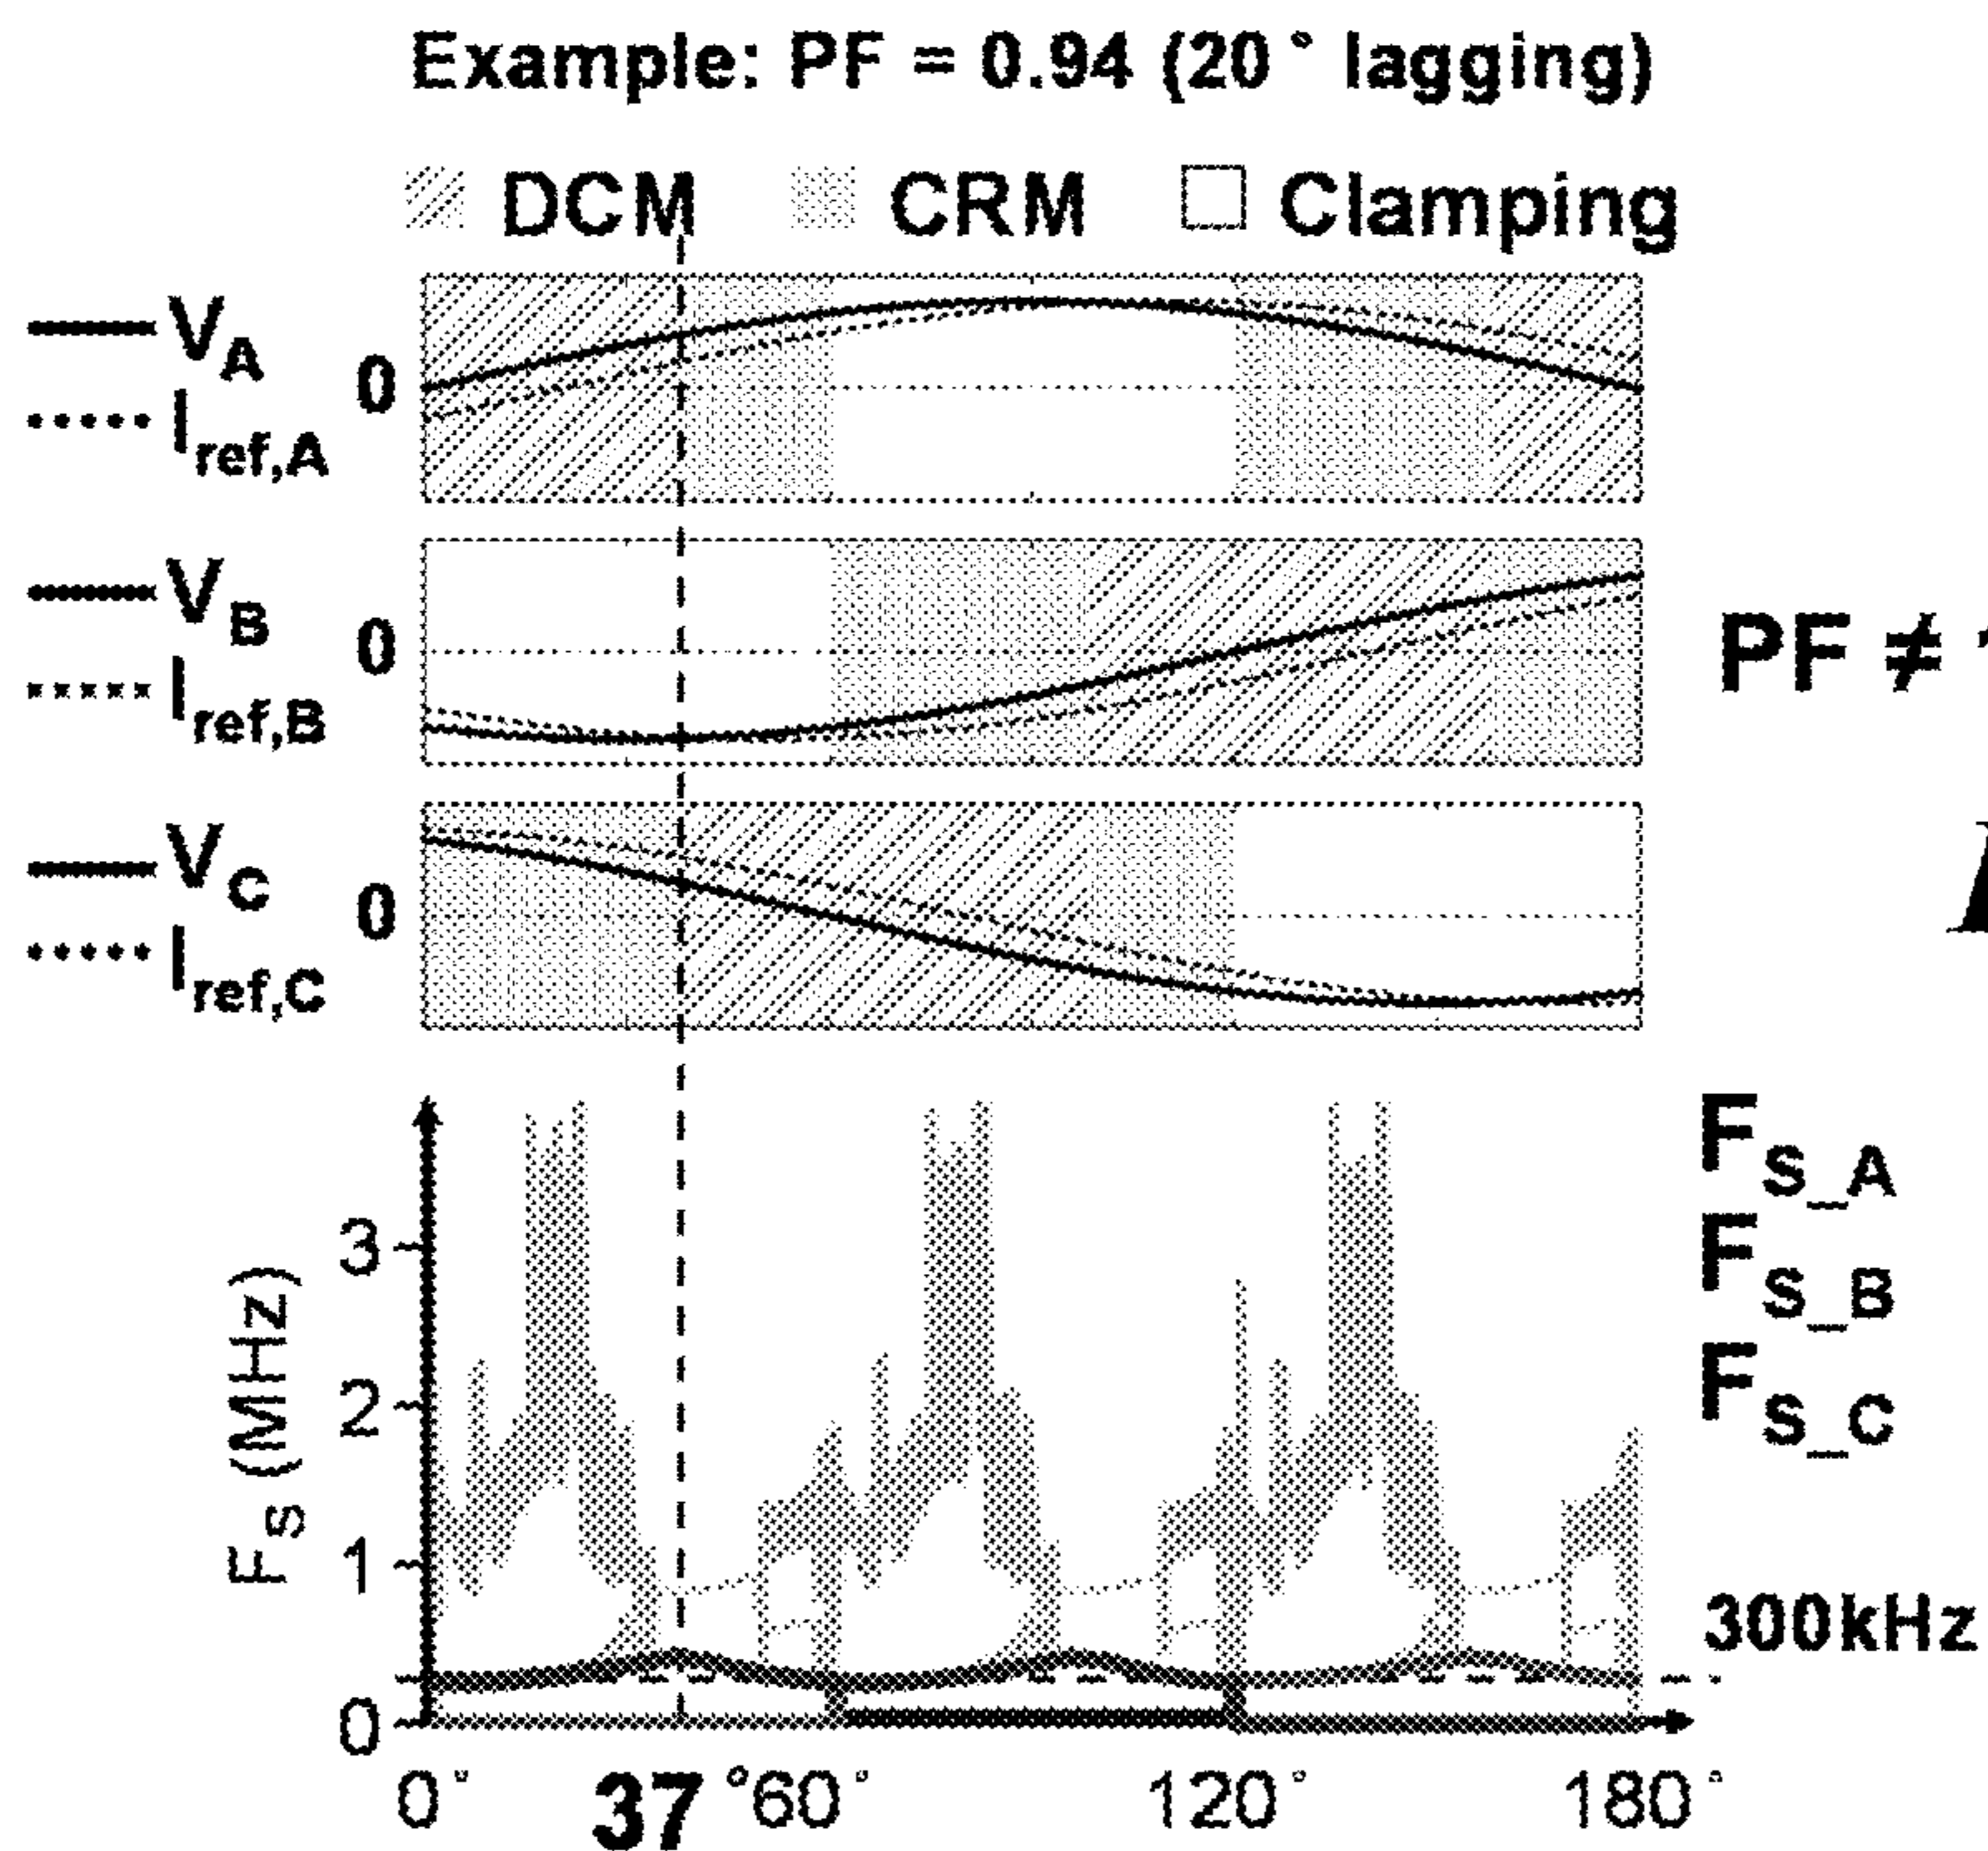 Example: PF = 0.94 (20° lagging)
DCM CRM Clamping
V_A
I_ref,A
0
V_B
I_ref,B
0
PF ≠
V_C
I_ref,C
0
F_S_A
F_S_B
F_S_C
F_S (MHz)
3
2
1
0
300kHz
0° 37° 60° 120° 180°